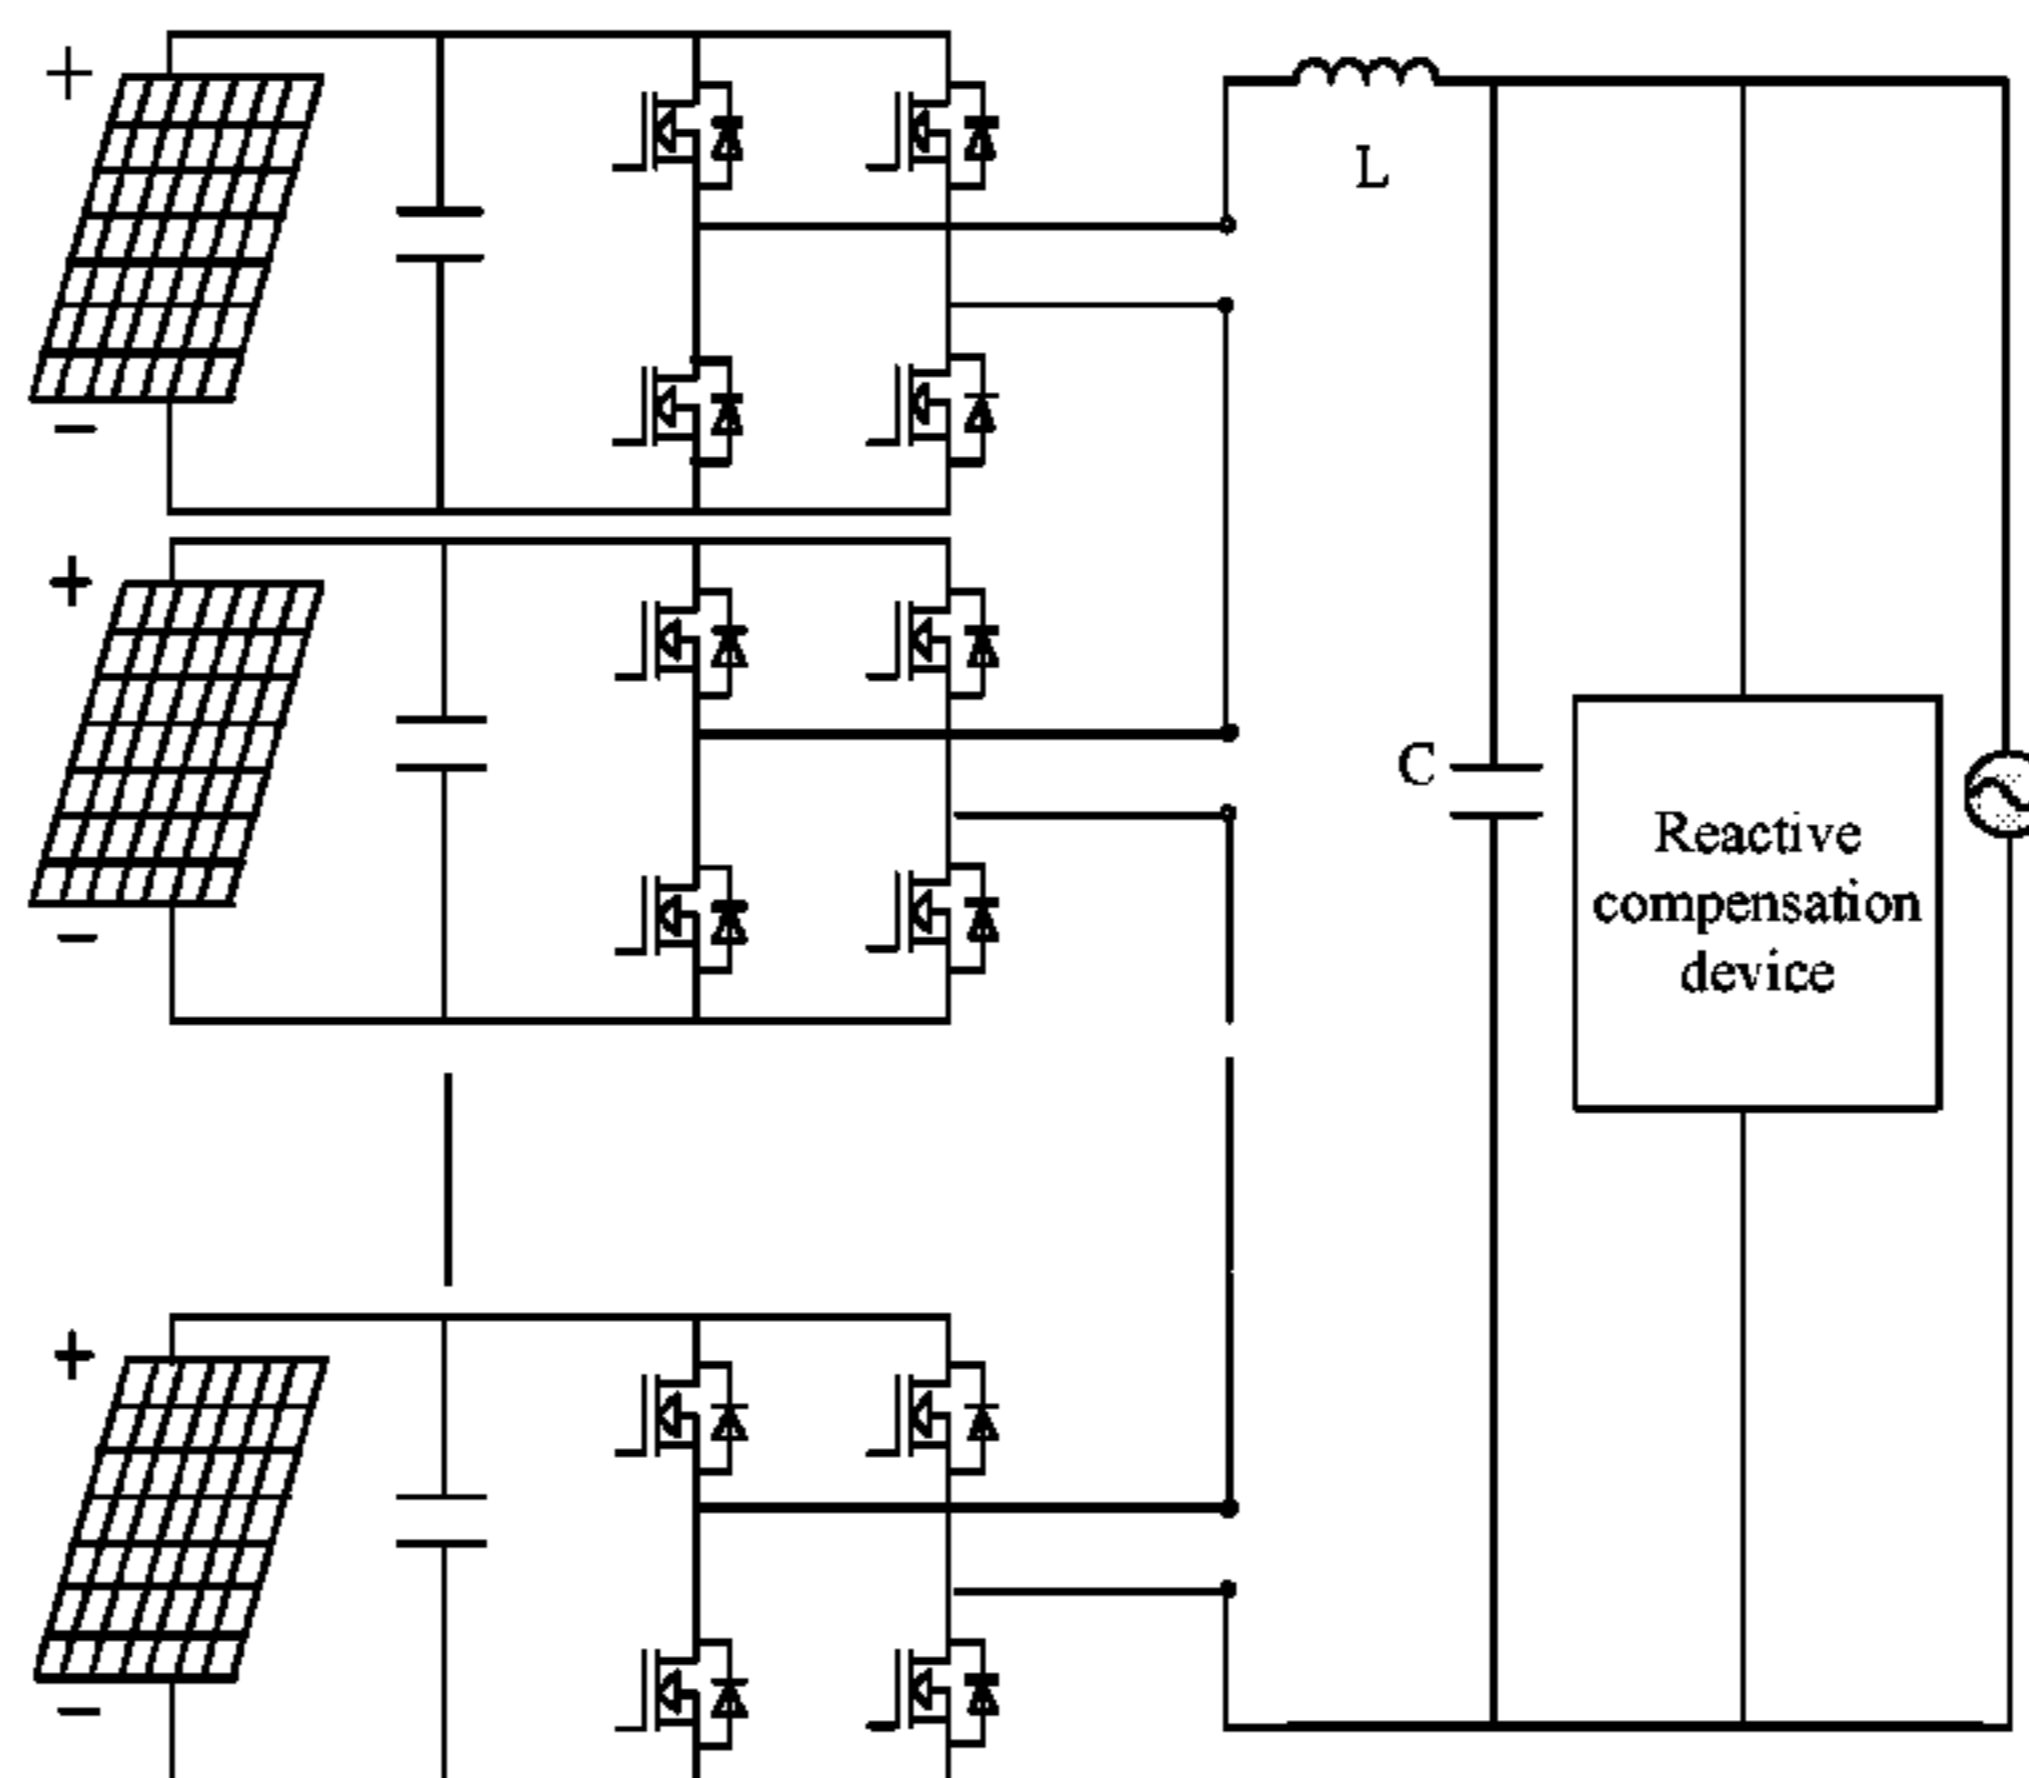 +
L
−
+
C
Reactive
compensation
device
−
+
−